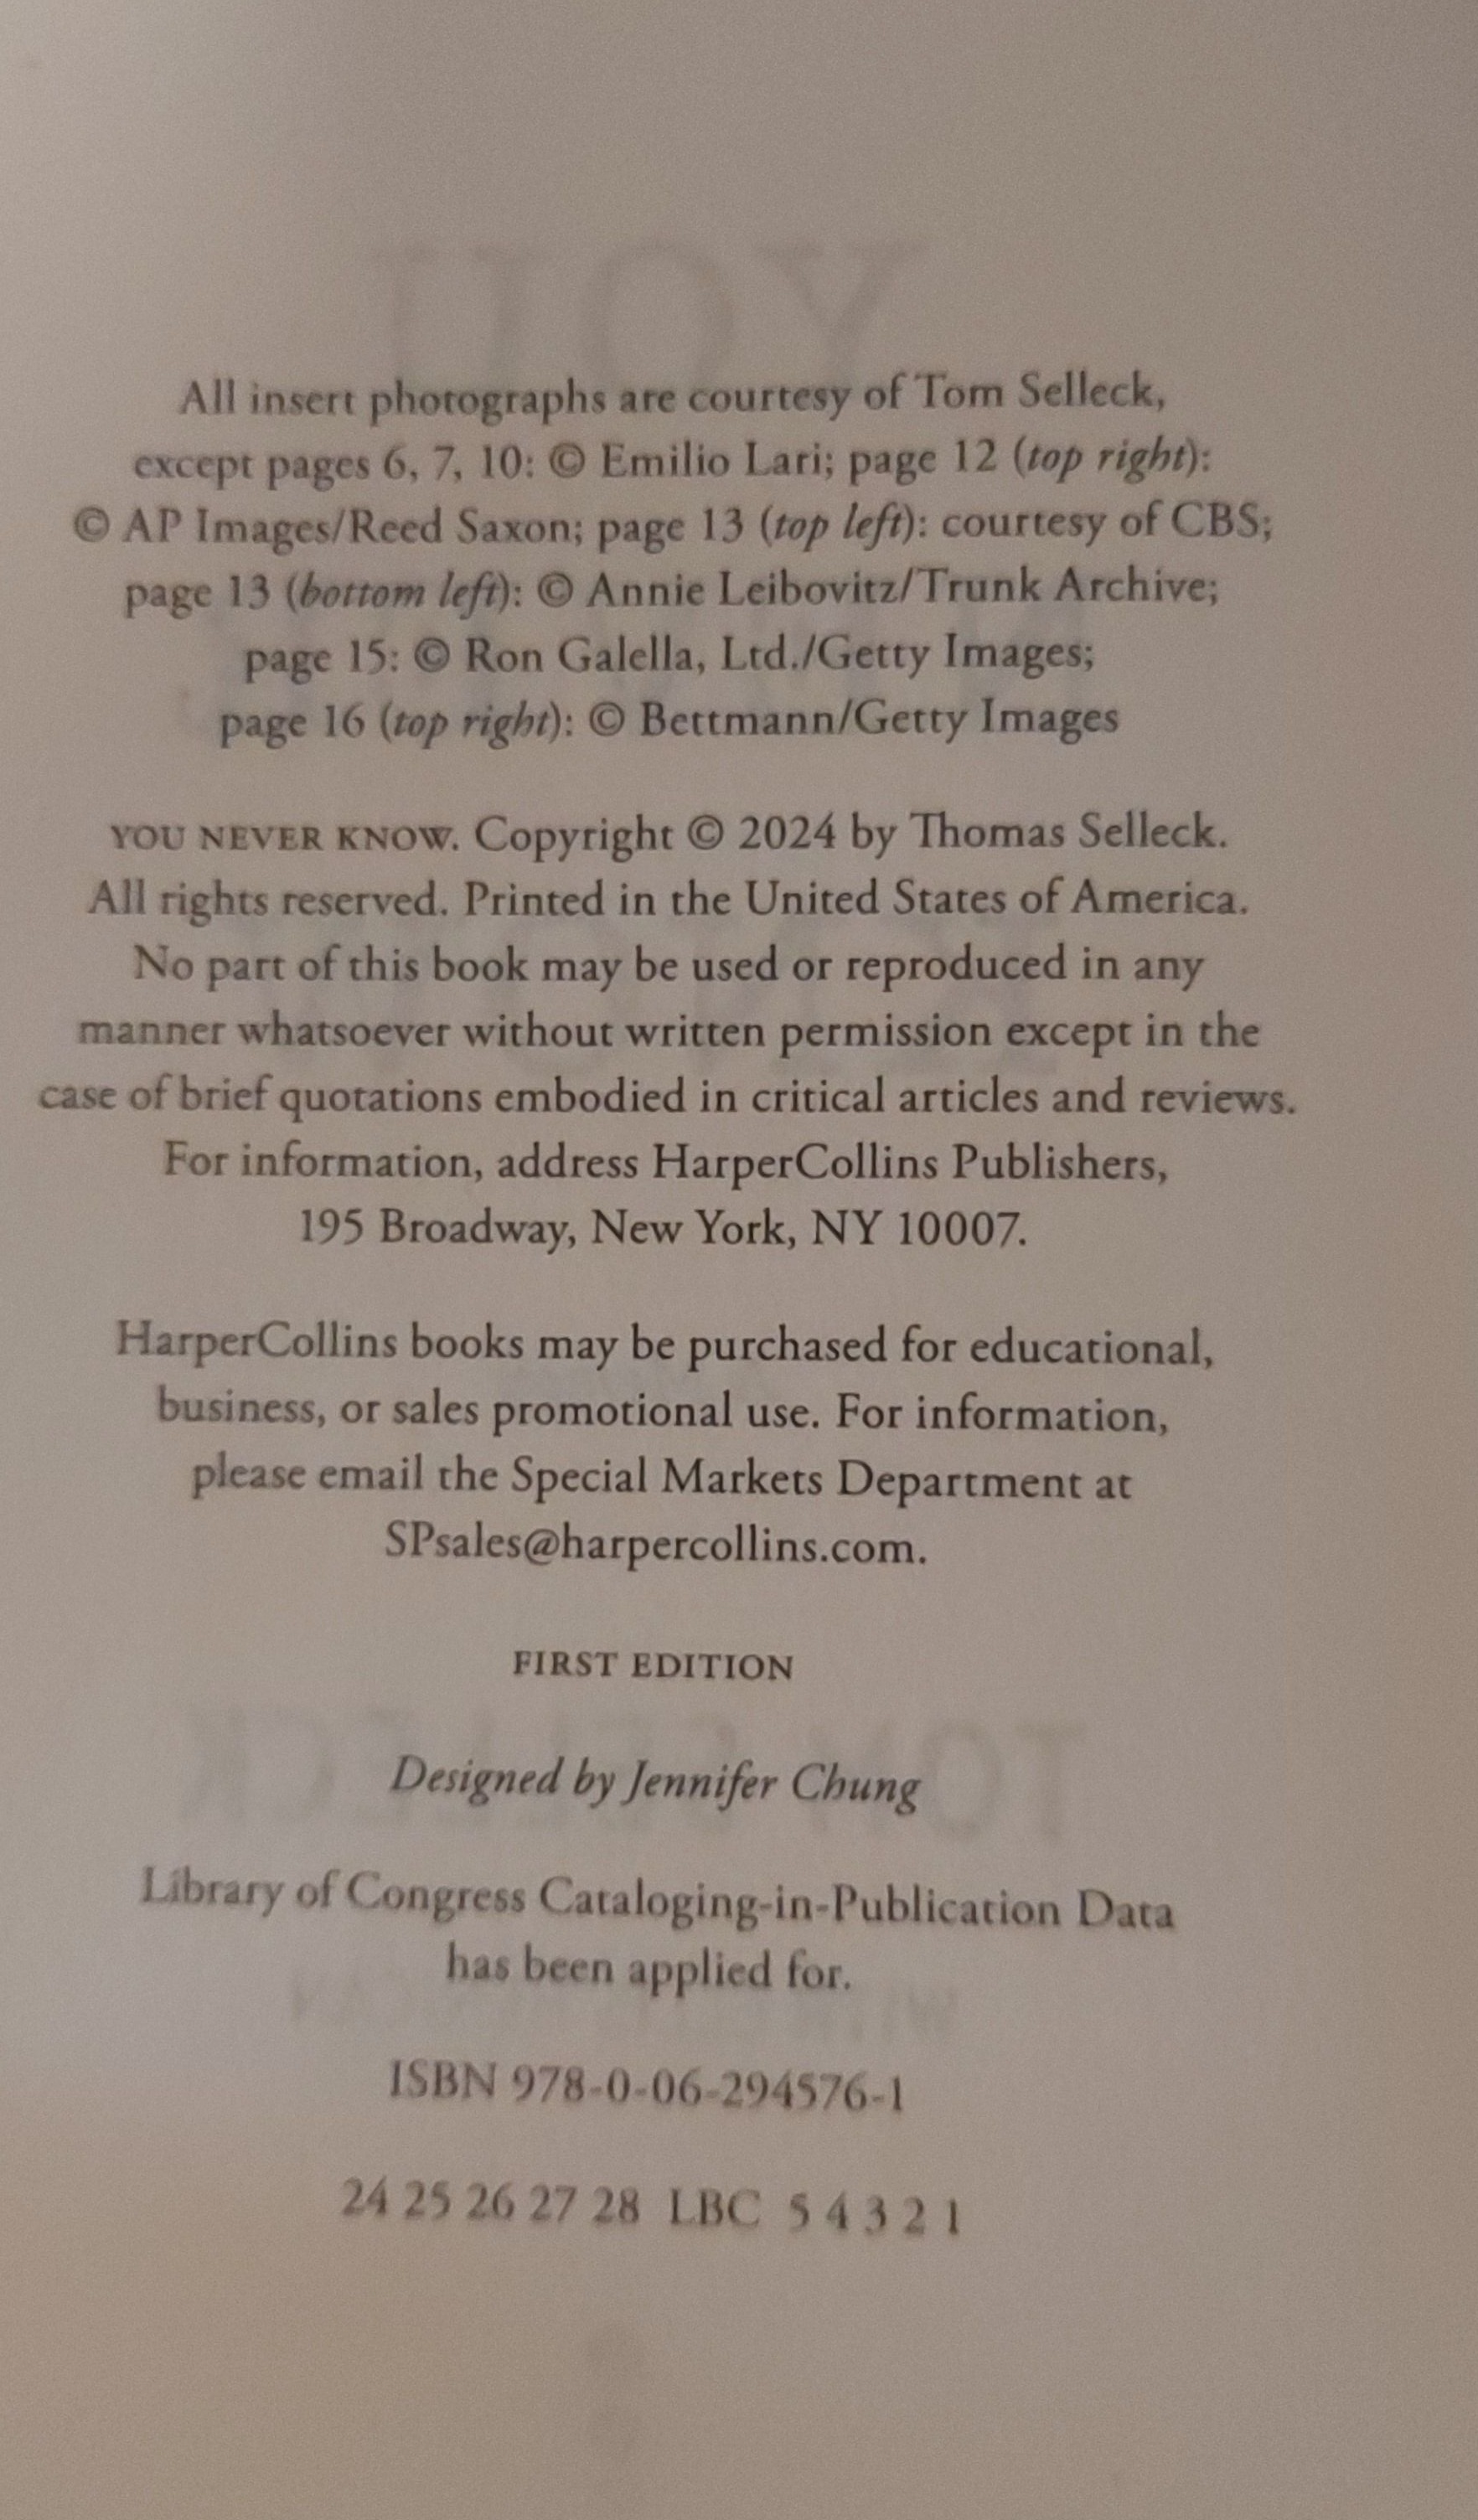 All insert photographs are courtesy of Tom Selleck,
except pages 6, 7, 10: © Emilio Lari; page 12 (top right):
© AP Images/Reed Saxon; page 13 (top left): courtesy of CBS;
page 13 (bottom left): © Annie Leibovitz/Trunk Archive;
page 15: © Ron Galella, Ltd./Getty Images;
page 16 (top right): © Bettmann/Getty Images
YOU NEVER KNOW. Copyright © 2024 by Thomas Selleck.
All rights reserved. Printed in the United States of America.
No part of this book may be used or reproduced in any
manner whatsoever without written permission except in the
case of brief quotations embodied in critical articles and reviews.
For information, address HarperCollins Publishers,
195 Broadway, New York, NY 10007.
HarperCollins books may be purchased for educational,
business, or sales promotional use. For information,
please email the Special Markets Department at
SPsales@harpercollins.com.
FIRST EDITION
Designed by Jennifer Chung
Library of Congress Cataloging-in-Publication Data
has been applied for.
ISBN 978-0-06-294576-1
24 25 26 27 28 LBC 5 4 3 2 1